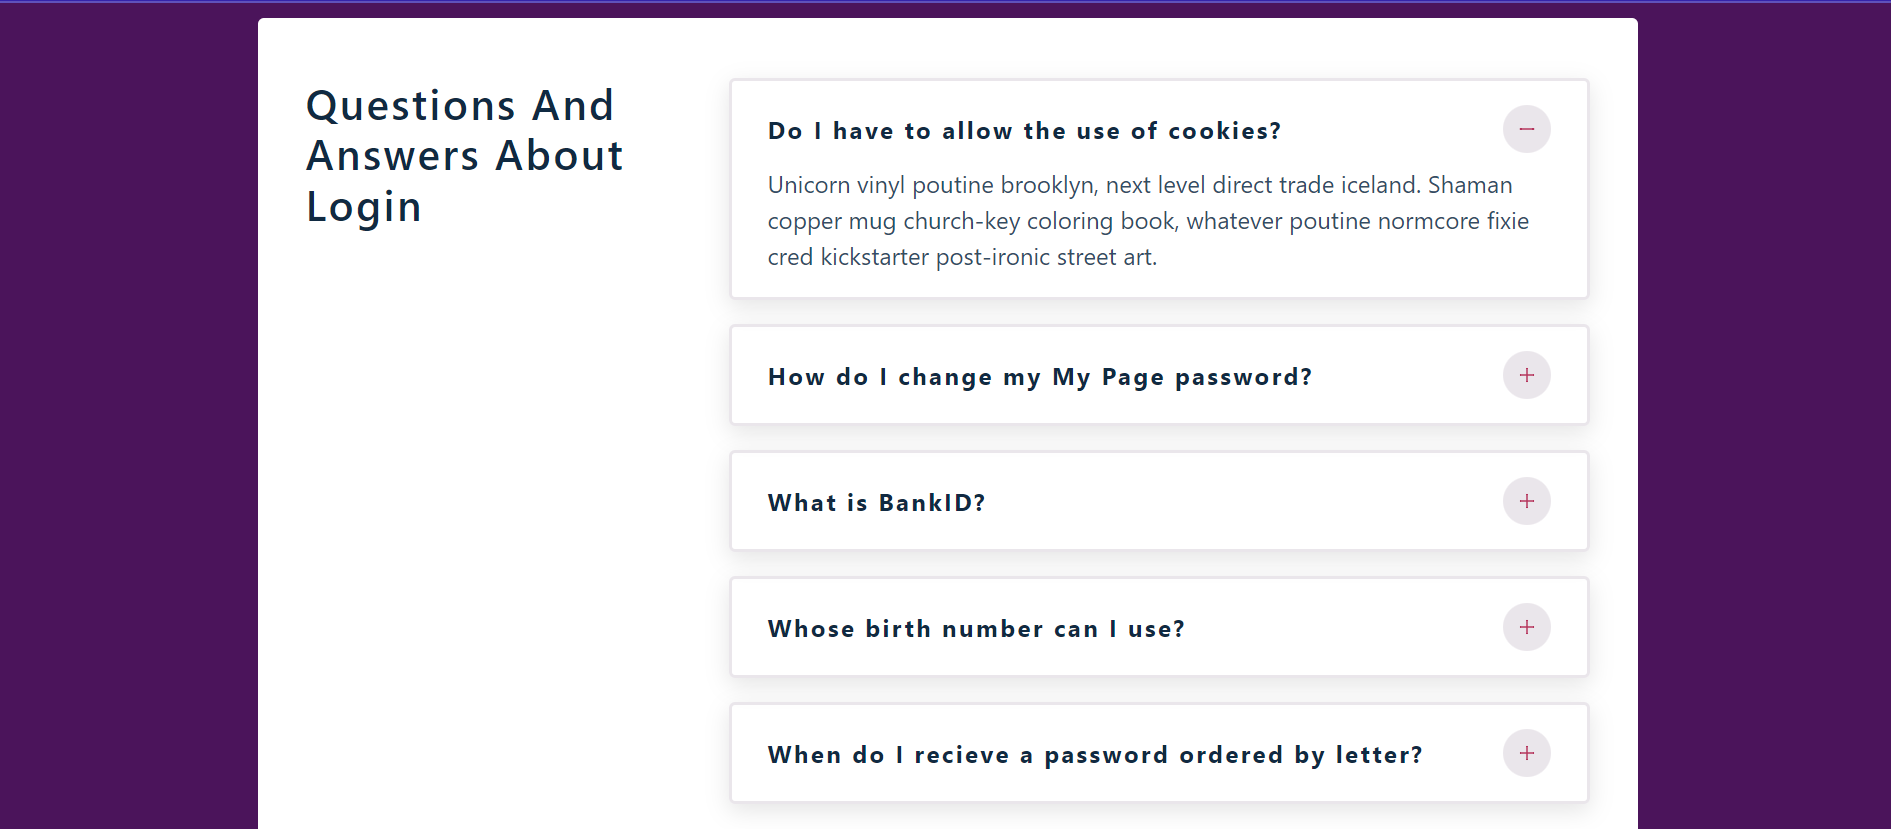 Questions And
Answers About
Login
Do I have to allow the use of cookies?
Unicorn vinyl poutine brooklyn, next level direct trade iceland. Shaman
copper mug church-key coloring book, whatever poutine normcore fixie
cred kickstarter post-ironic street art.
How do I change my My Page password?
What is BankID?
Whose birth number can I use?
When do I recieve a password ordered by letter?